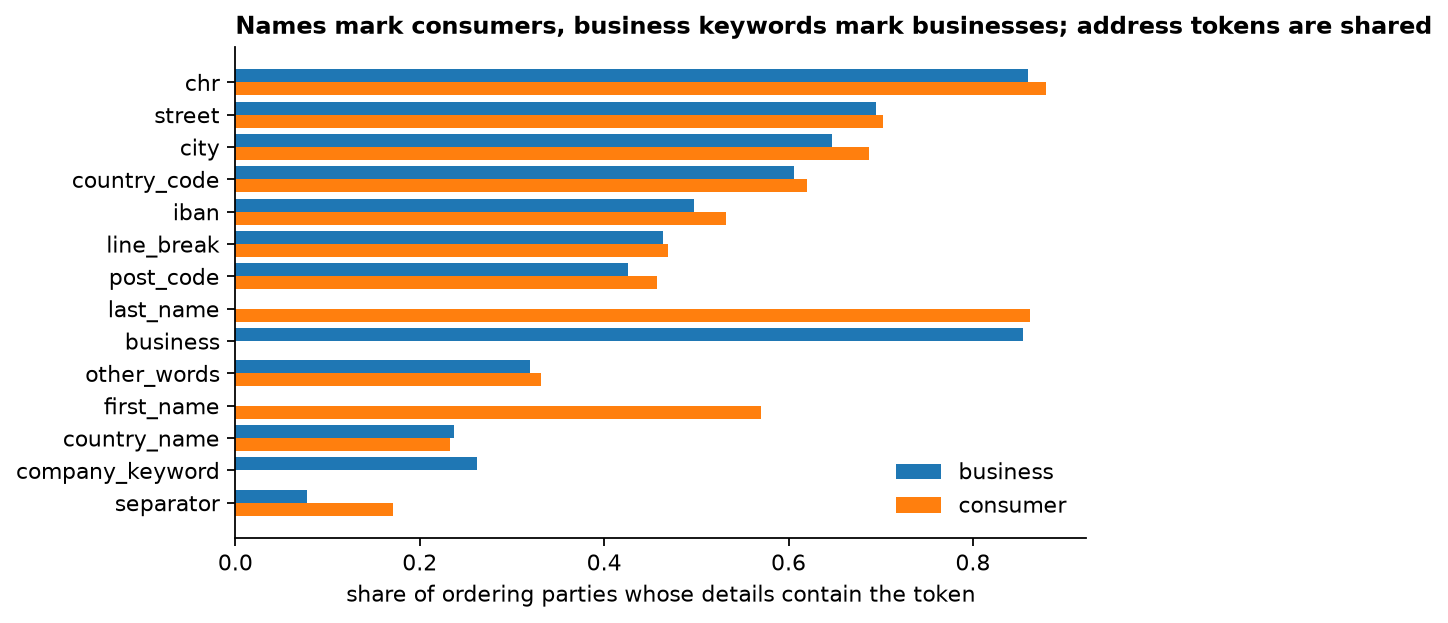 Names mark consumers, business keywords mark businesses; address tokens are shared
chr
street
city
country_code
iban
line_break
post_code
last_name
business
other_words
first_name
country_name
company_keyword
separator
business
consumer
0.0 0.2 0.4 0.6 0.8
share of ordering parties whose details contain the token